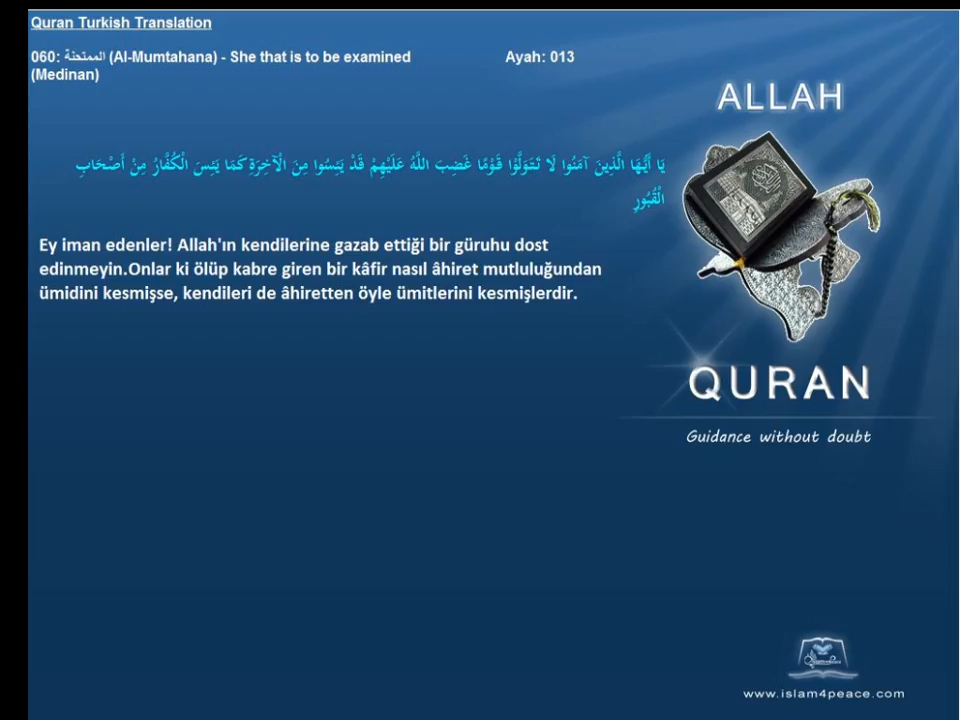 Quran Turkish Translation
060: الممتحنة (Al-Mumtahana) - She that is to be examined
(Medinan)
Ayah: 013
ALLAH
يَا أَيُّهَا الَّذِينَ آمَنُوا لَا تَتَوَلَّوْا قَوْمًا غَضِبَ اللَّهُ عَلَيْهِمْ قَدْ يَئِسُوا مِنَ الْآخِرَةِ كَمَا يَئِسَ الْكُفَّارُ مِنْ أَصْحَابِ
الْقُبُورِ
Ey iman edenler! Allah'ın kendilerine gazab ettiği bir güruhu dost
edinmeyin.Onlar ki ölüp kabre giren bir kâfir nasıl âhiret mutluluğundan
ümidini kesmişse, kendileri de âhiretten öyle ümitlerini kesmişlerdir.
QURAN
Guidance without doubt
www.islam4peace.com